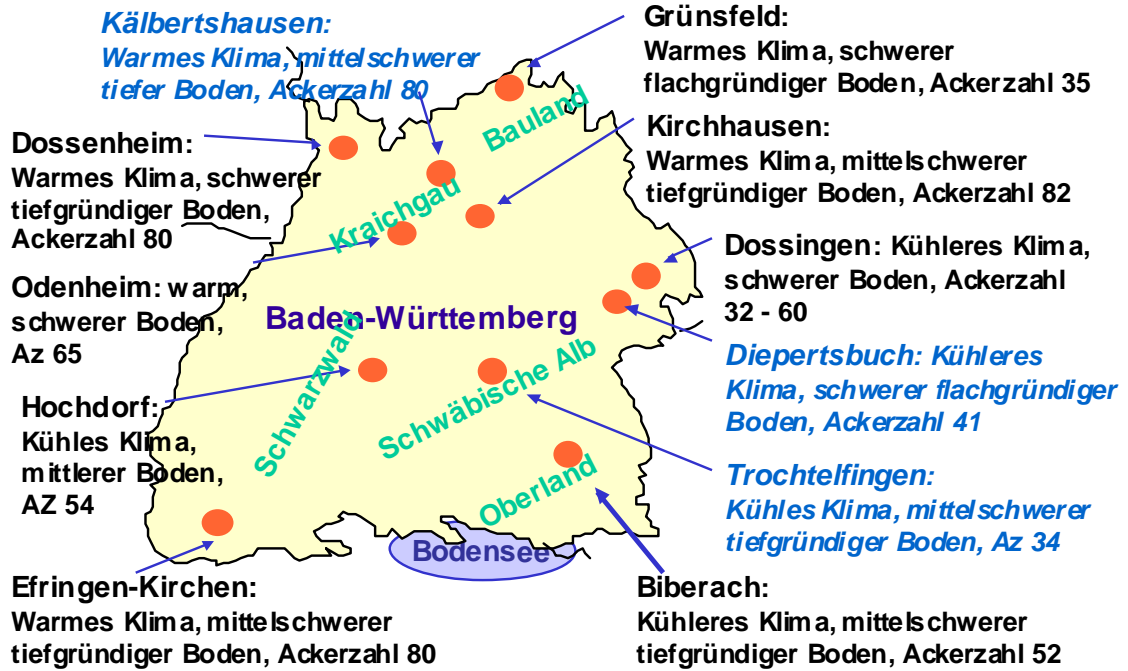 Kälbertshausen:
Warmes Klima, mittelschwerer
tiefer Boden, Ackerzahl 80
Grünsfeld:
Warmes Klima, schwerer
flachgründiger Boden, Ackerzahl 35
Bauland
Dossenheim:
Warmes Klima, schwerer
tiefgründiger Boden,
Ackerzahl 80
Kirchhausen:
Warmes Klima, mittelschwerer
tiefgründiger Boden, Ackerzahl 82
Kraichgau
Odenheim: warm,
schwerer Boden,
Az 65
Dossingen: Kühleres Klima,
schwerer Boden, Ackerzahl
32 - 60
Baden-Württemberg
Diepertsbuch: Kühleres
Klima, schwerer flachgründiger
Boden, Ackerzahl 41
Schwarzwald
Schwäbische Alb
Hochdorf:
Kühles Klima,
mittlerer Boden,
AZ 54
Oberland
Trochtelfingen:
Kühles Klima, mittelschwerer
tiefgründiger Boden, Az 34
Bodensee
Efringen-Kirchen:
Warmes Klima, mittelschwerer
tiefgründiger Boden, Ackerzahl 80
Biberach:
Kühleres Klima, mittelschwerer
tiefgründiger Boden, Ackerzahl 52